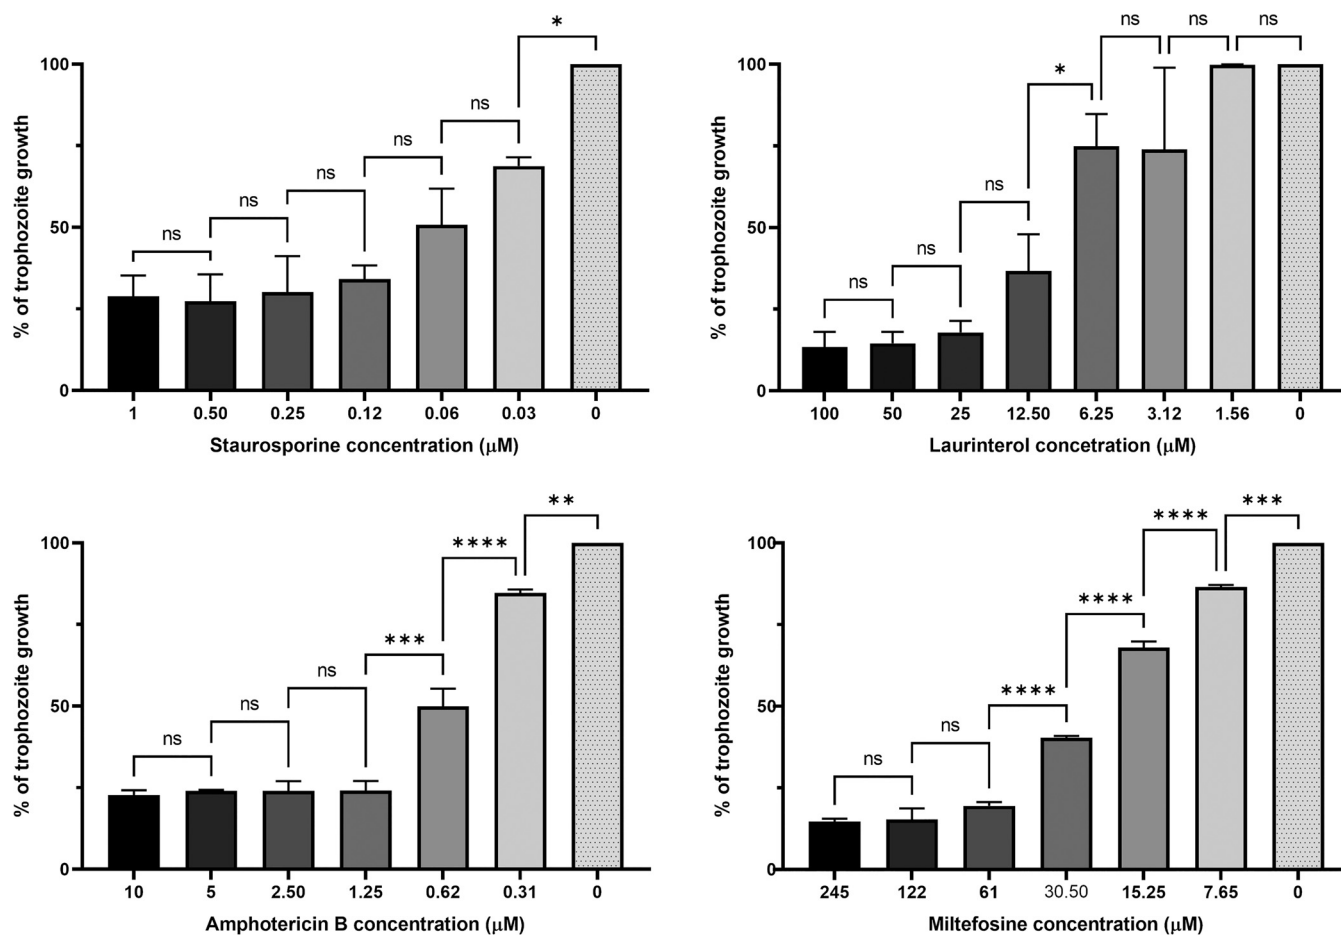 *
ns
ns
ns
ns
ns
100
50
0
% of trophozoite growth
1 0.50 0.25 0.12 0.06 0.03 0
Staurosporine concentration (μM)
ns ns ns
*
ns
ns
ns
100
50
0
% of trophozoite growth
100 50 25 12.50 6.25 3.12 1.56 0
Laurinterol concetration (μM)
**
****
***
ns
ns
ns
100
50
0
% of trophozoite growth
10 5 2.50 1.25 0.62 0.31 0
Amphotericin B concentration (μM)
**** ***
****
****
ns
ns
100
50
0
% of trophozoite growth
245 122 61 30.50 15.25 7.65 0
Miltefosine concentration (μM)